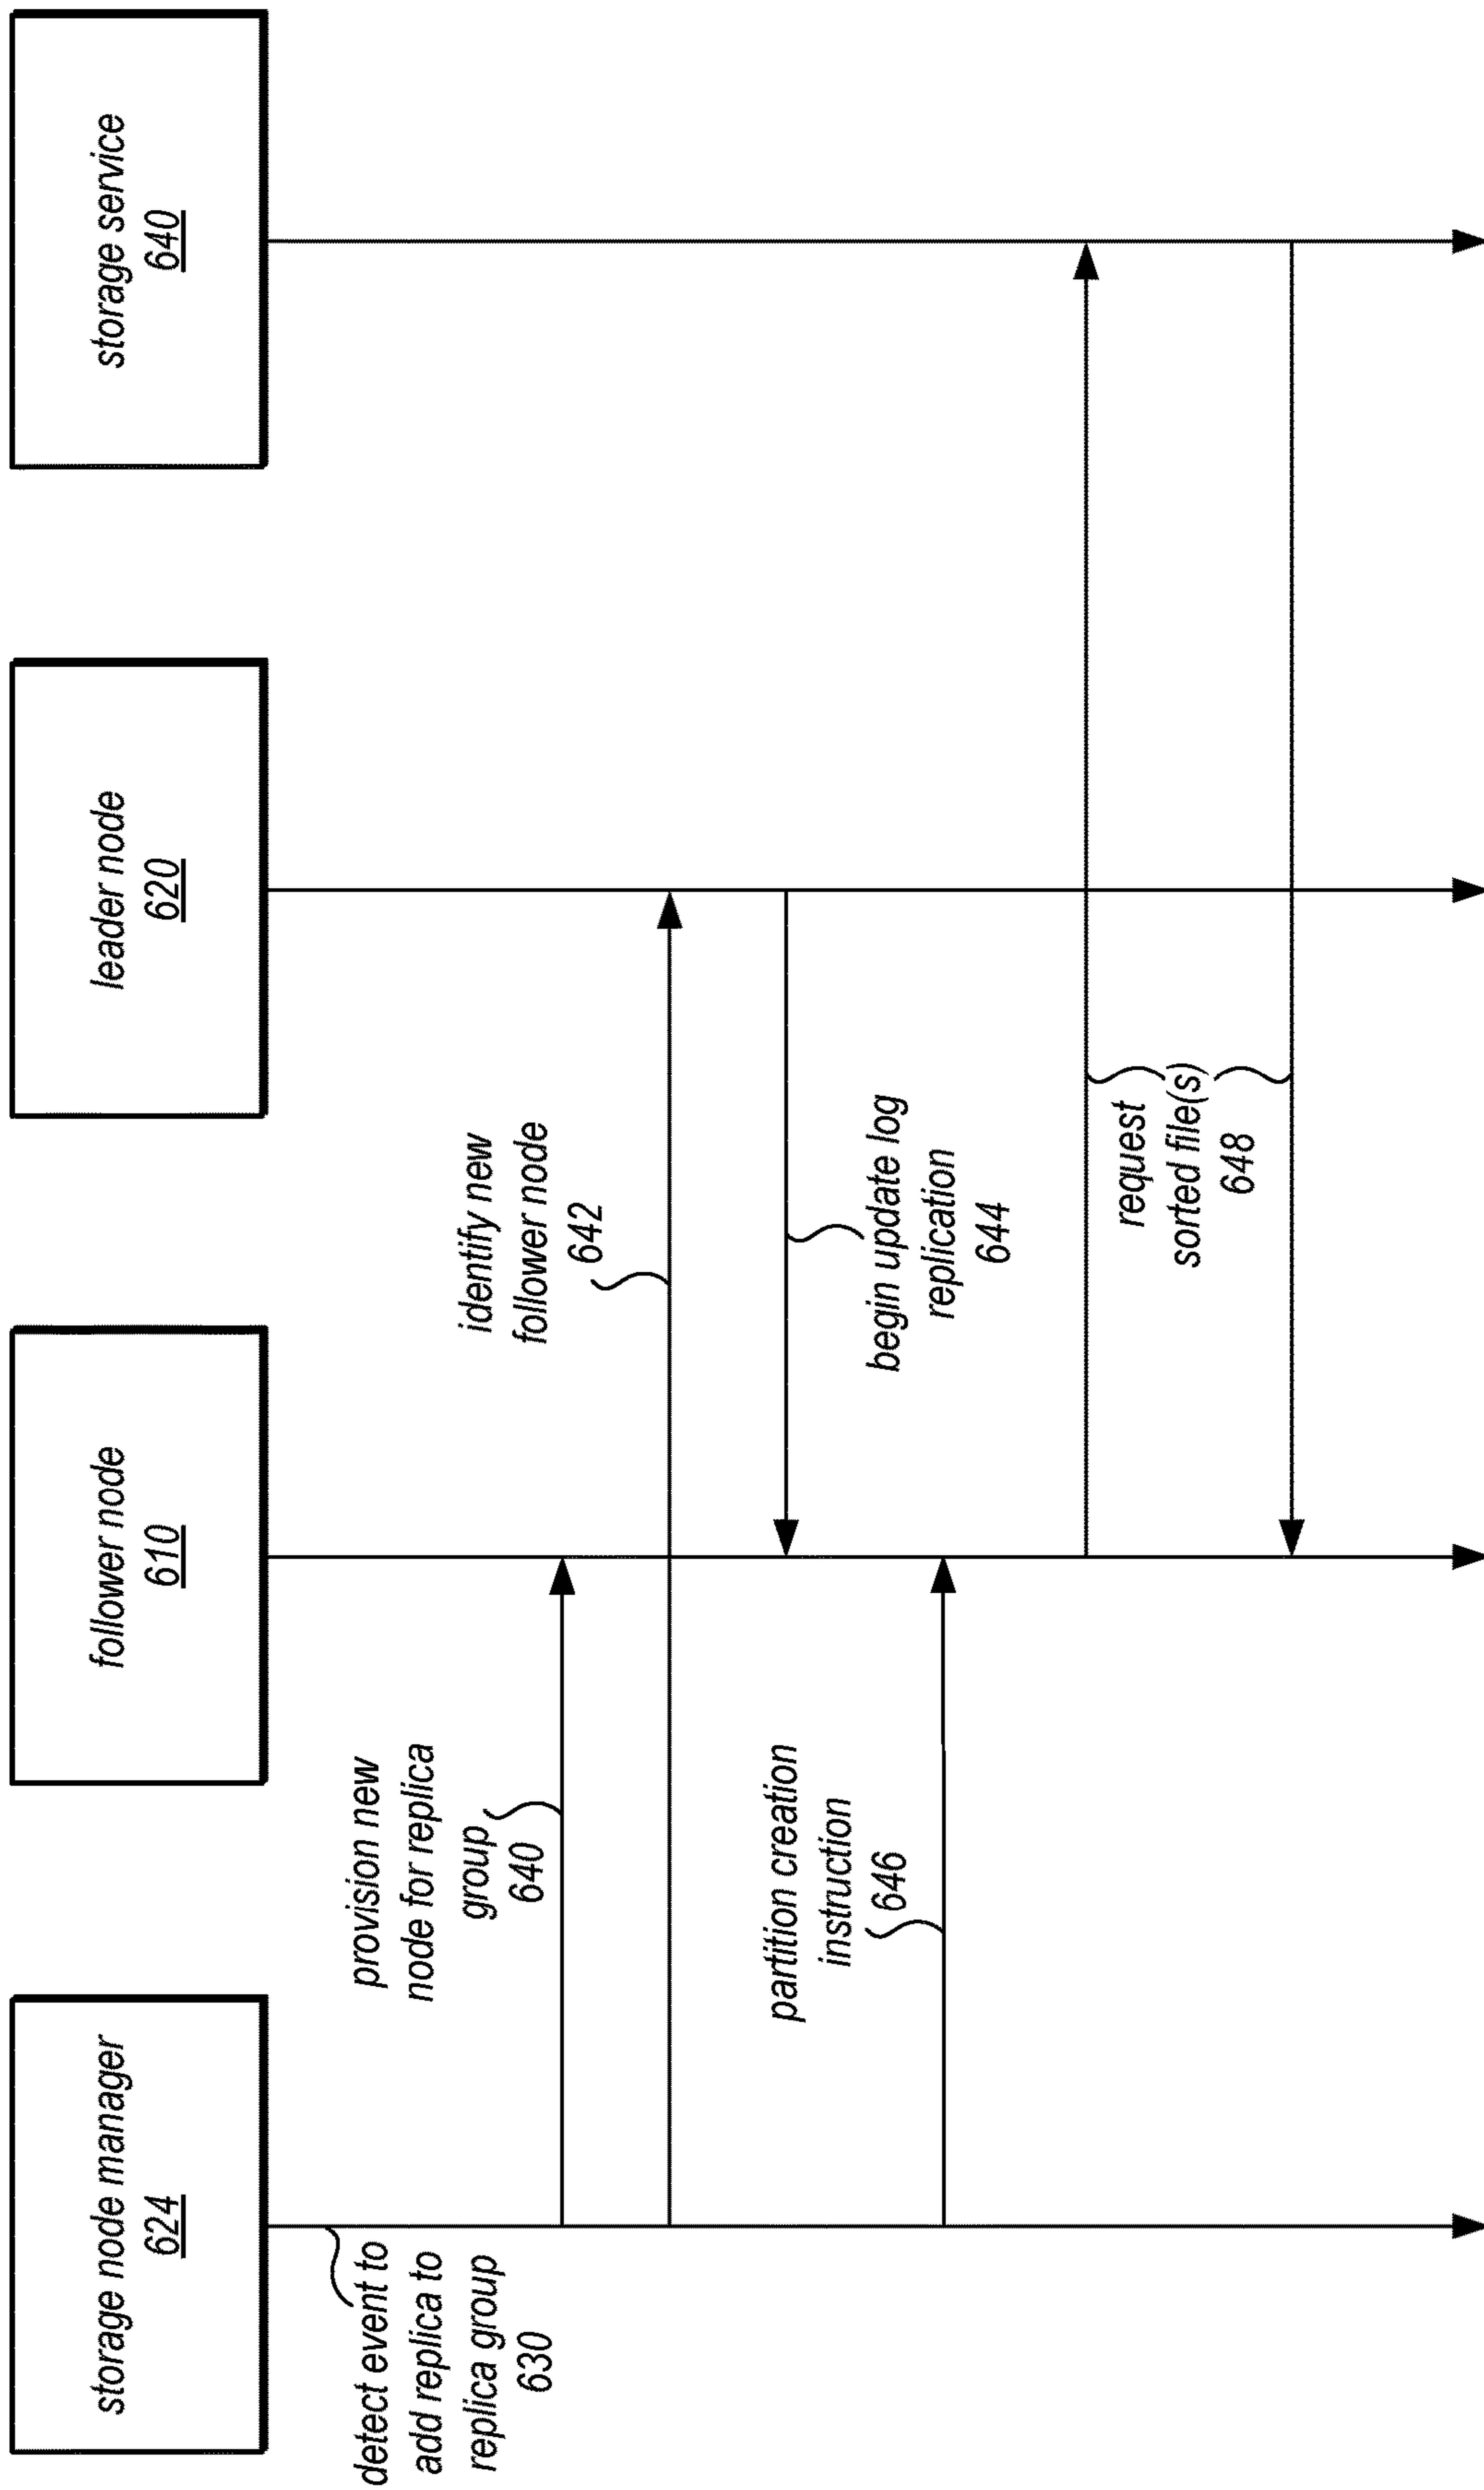 storage node manager
624
follower node
610
leader node
620
storage service
640
detect event to
add replica to
replica group
630
provision new
node for replica
group
640
identify new
follower node
642
begin update log
replication
644
partition creation
instruction
646
request
sorted file(s)
648